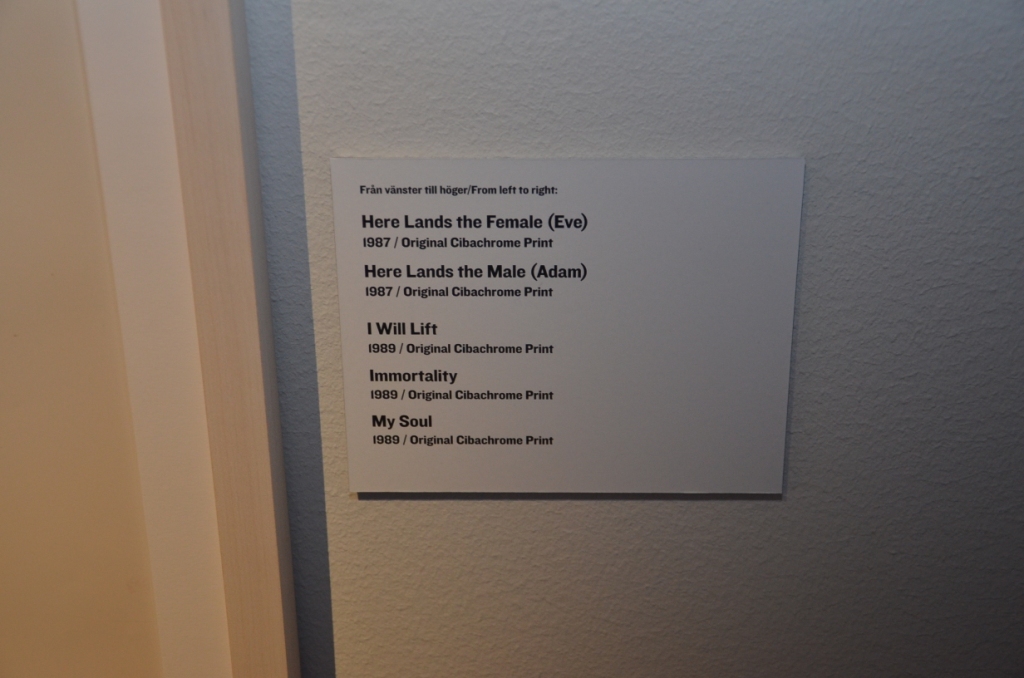 Från vänster till höger/From left to right:
Here Lands the Female (Eve)
1987 / Original Cibachrome Print
Here Lands the Male (Adam)
1987 / Original Cibachrome Print
I Will Lift
1989 / Original Cibachrome Print
Immortality
1989 / Original Cibachrome Print
My Soul
1989 / Original Cibachrome Print